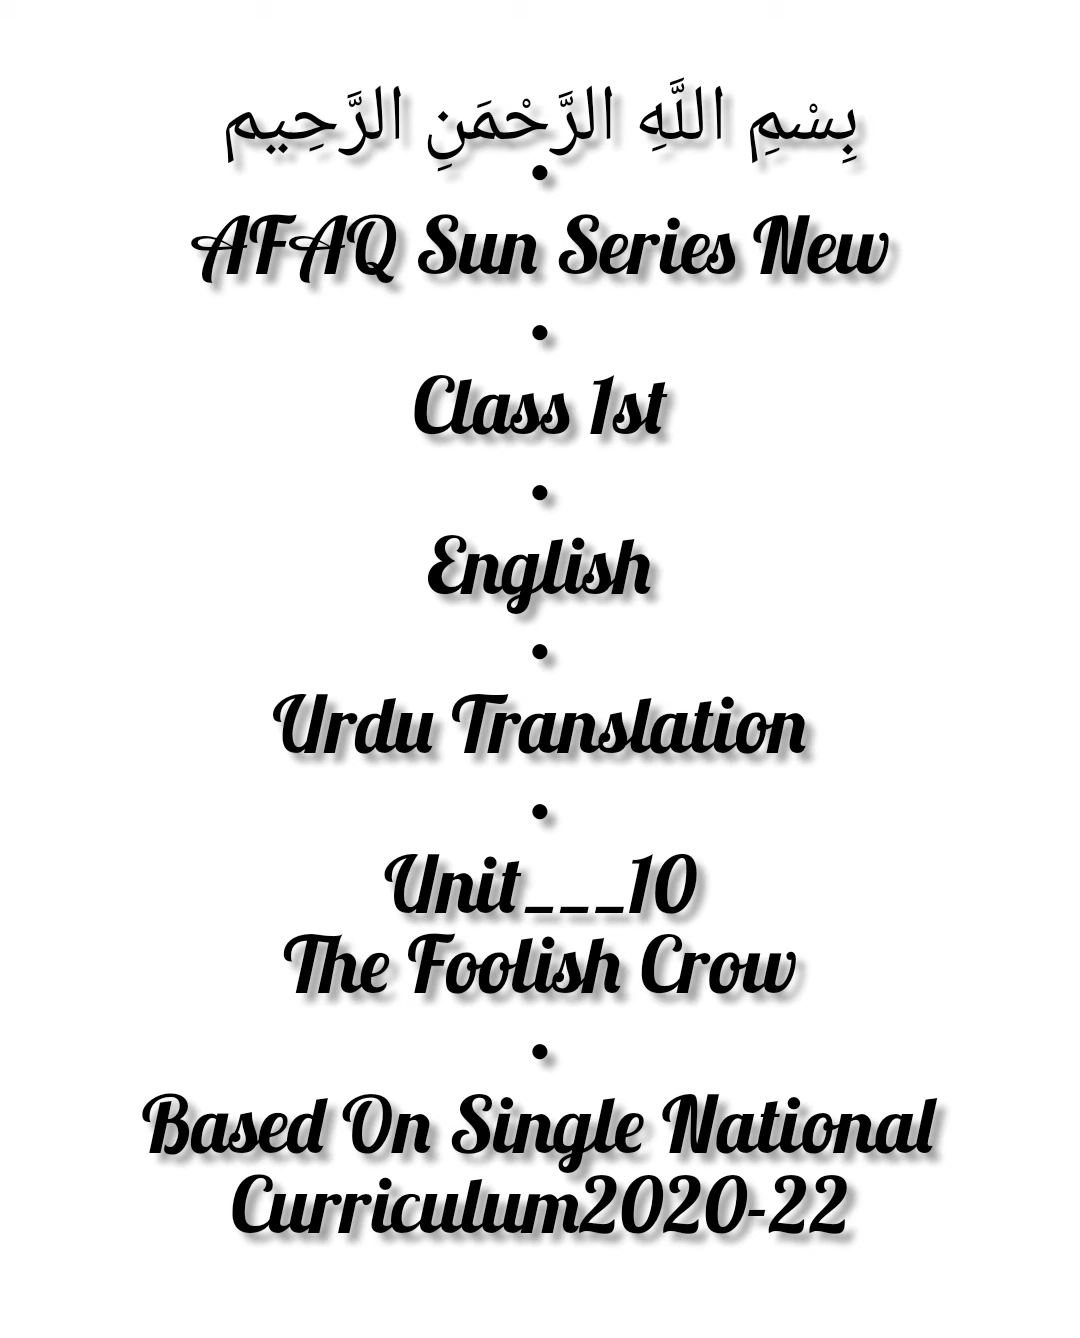 بِسْمِ اللَّهِ الرَّحْمَنِ الرَّحِيم
•
AFAQ Sun Series New
•
Class 1st
•
English
•
Urdu Translation
•
Unit___10
The Foolish Crow
•
Based On Single National
Curriculum2020-22